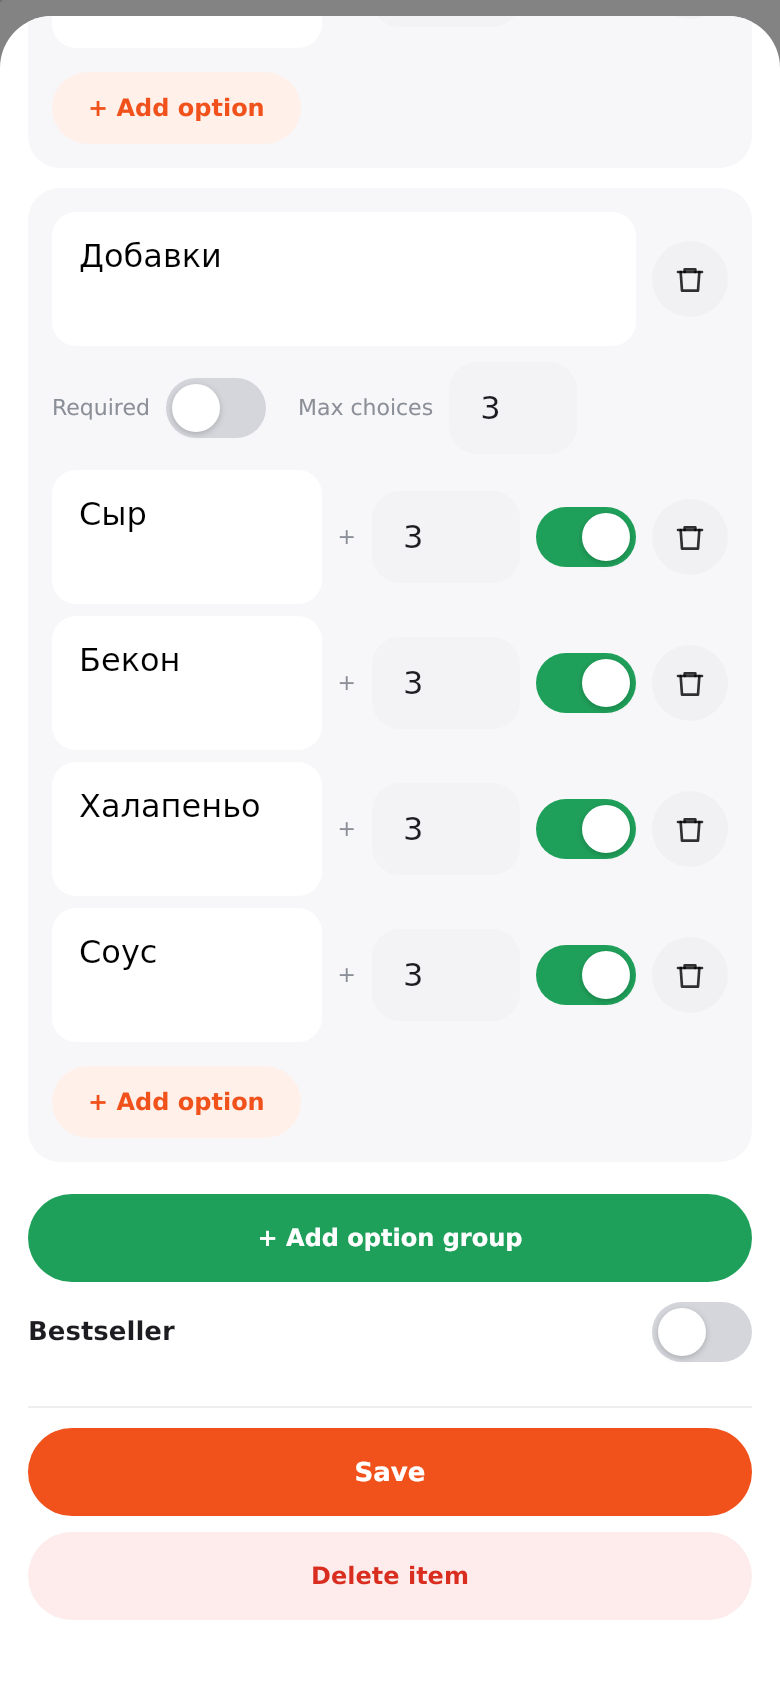 + Add option
Добавки
Required
Max choices
3
Сыр
+
3
Бекон
+
3
Халапеньо
+
3
Соус
+
3
+ Add option
+ Add option group
Bestseller
Save
Delete item